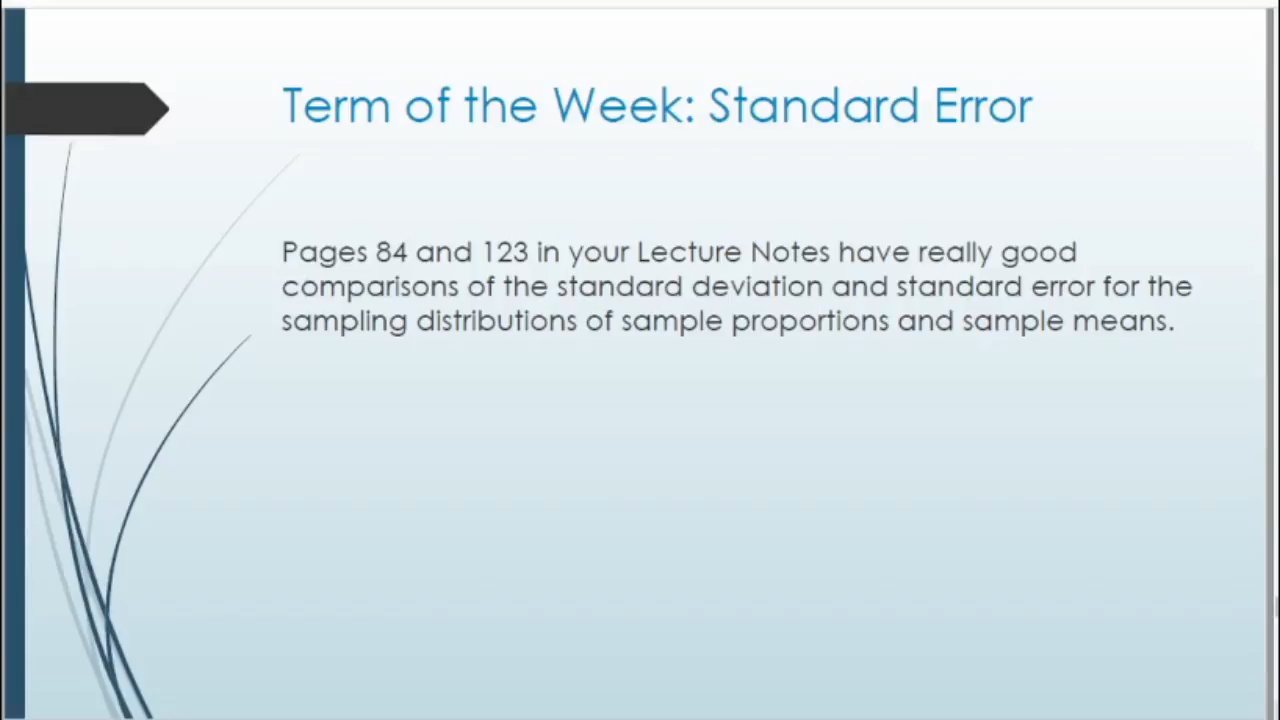 Term of the Week: Standard Error
Pages 84 and 123 in your Lecture Notes have really good
comparisons of the standard deviation and standard error for the
sampling distributions of sample proportions and sample means.